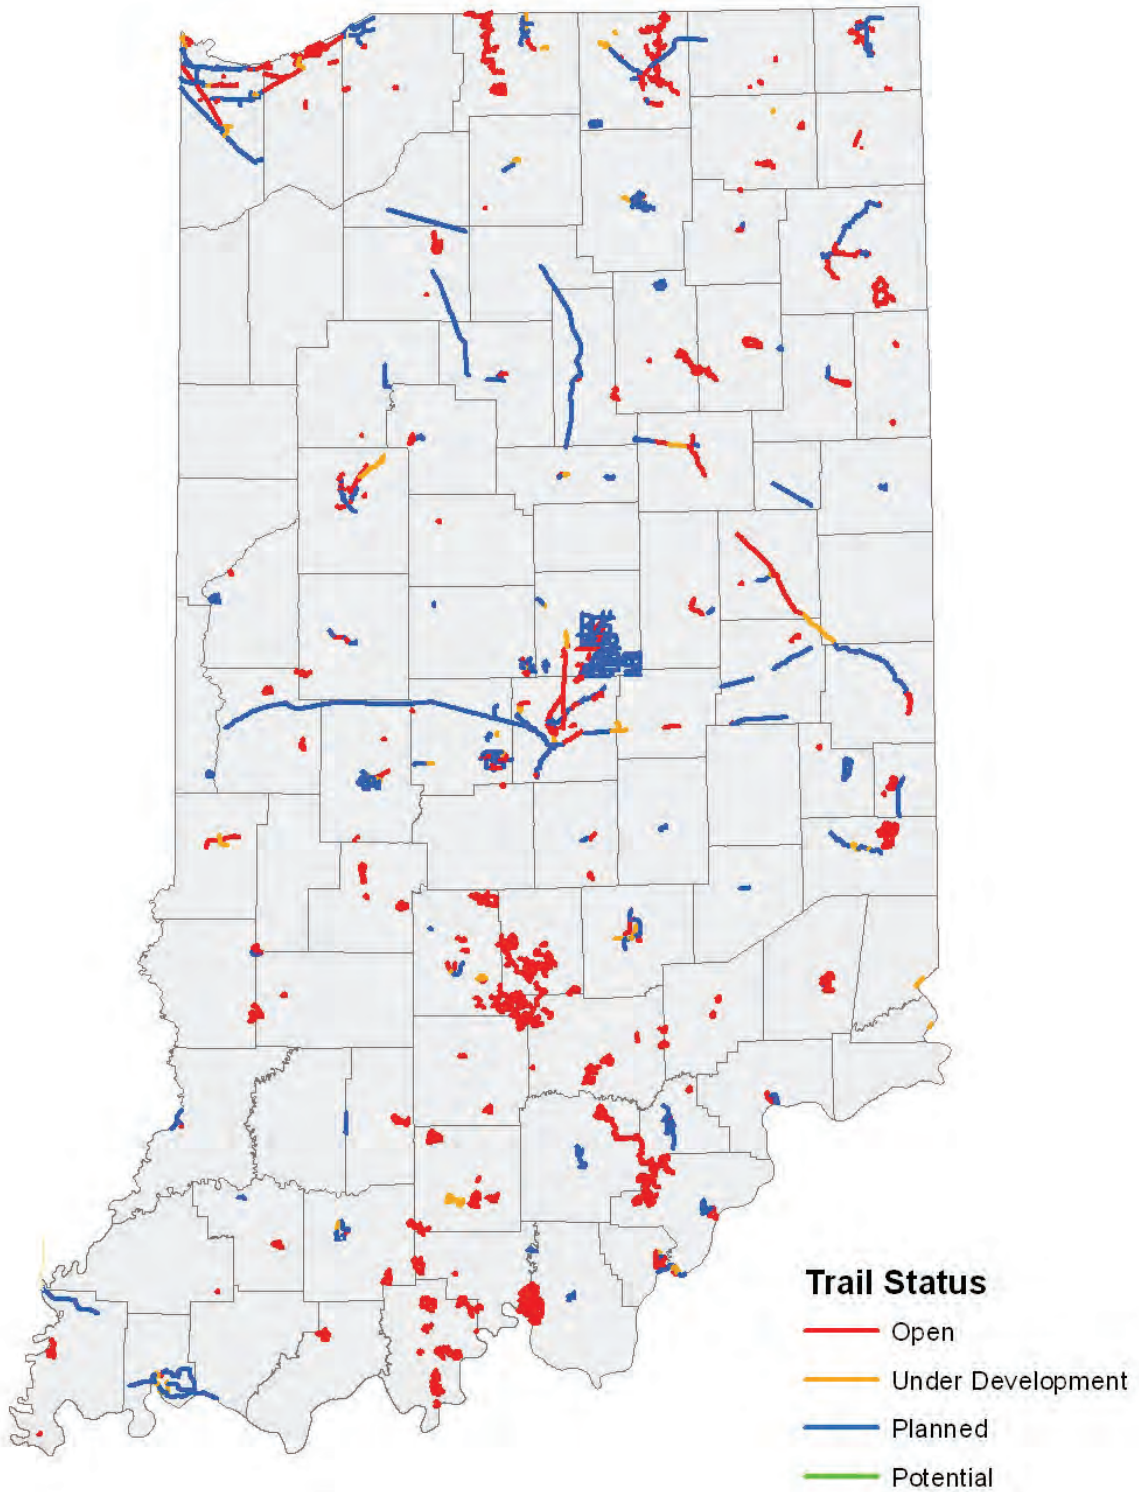 Trail Status
Open
Under Development
Planned
Potential